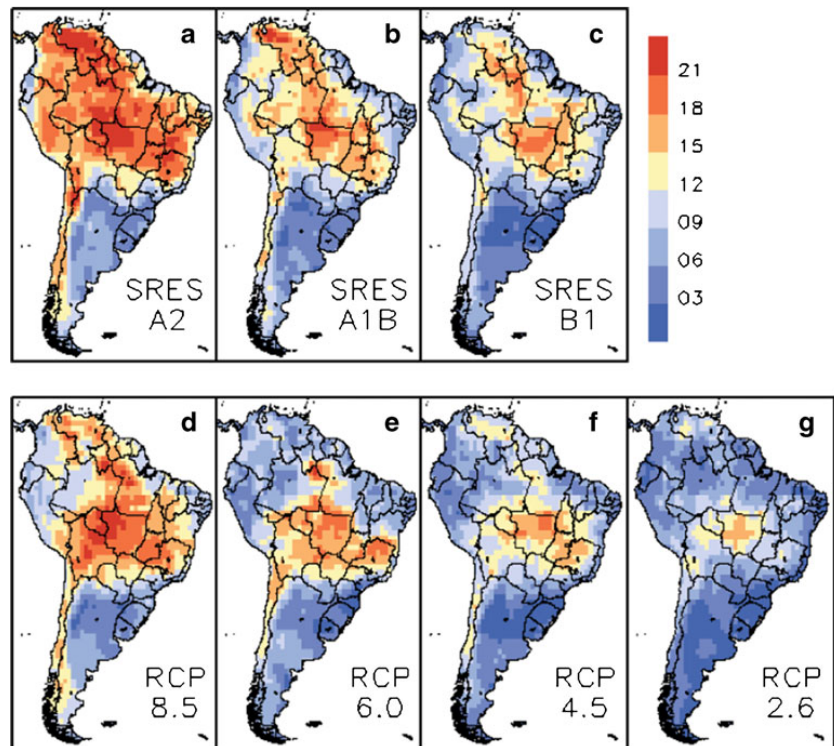 a
b
c
SRES
A2
SRES
A1B
SRES
B1
21
18
15
12
09
06
03
d
e
f
g
RCP
8.5
RCP
6.0
RCP
4.5
RCP
2.6